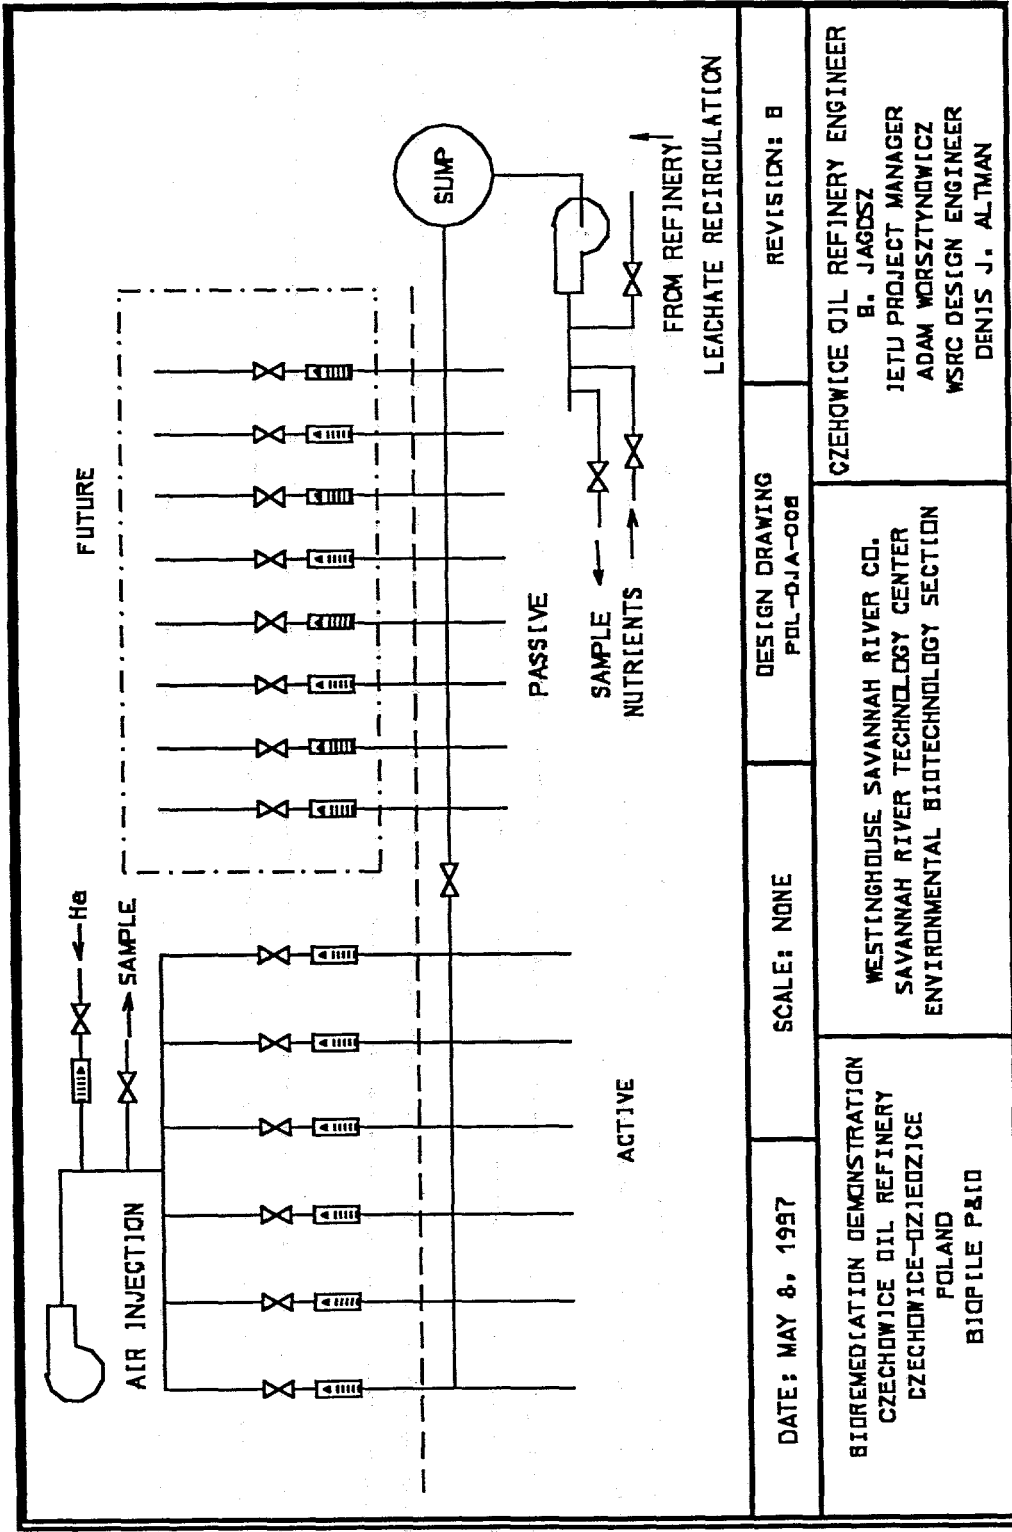 He
SAMPLE
AIR INJECTION
FUTURE
SUMP
ACTIVE
PASSIVE
SAMPLE
NUTRIENTS
FROM REFINERY
LEACHATE RECIRCULATION
DATE: MAY 8, 1997
SCALE: NONE
DESIGN DRAWING
POL-DJA-008
REVISION: B
BIOREMEDIATION DEMONSTRATION
CZECHOWICE OIL REFINERY
CZECHOWICE-DZIEDZICE
POLAND
BIOPILE P&ID
WESTINGHOUSE SAVANNAH RIVER CO.
SAVANNAH RIVER TECHNOLOGY CENTER
ENVIRONMENTAL BIOTECHNOLOGY SECTION
CZEHOWICE OIL REFINERY ENGINEER
B. JAGOSZ
IETU PROJECT MANAGER
ADAM WORSZTYNOWICZ
WSRC DESIGN ENGINEER
DENIS J. ALTMAN